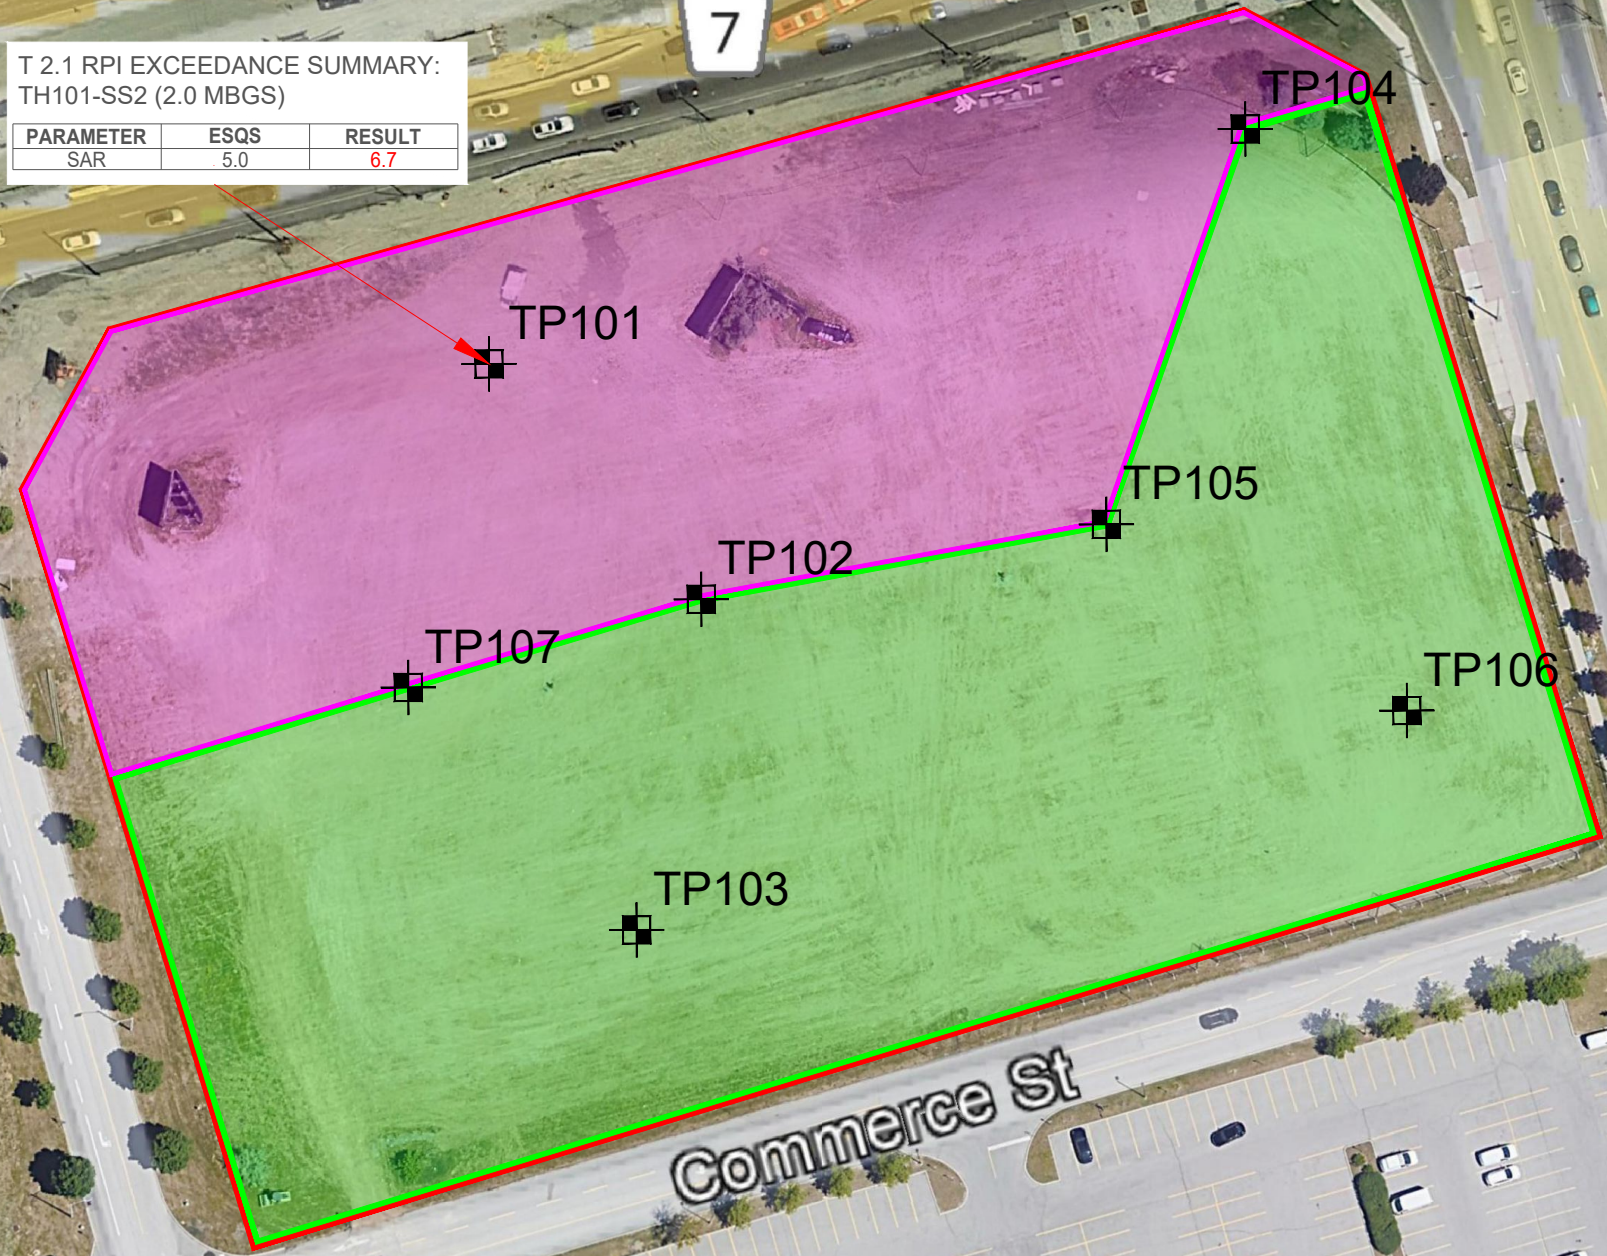 7
T 2.1 RPI EXCEEDANCE SUMMARY:
TH101-SS2 (2.0 MBGS)
PARAMETER ESQS RESULT
SAR 5.0 6.7
TP104
TP101
TP105
TP102
TP107
TP106
TP103
Commerce St